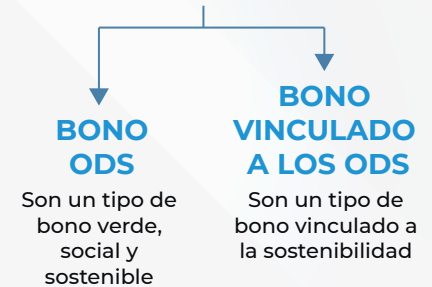 BONO
ODS
Son un tipo de
bono verde,
social y
sostenible
BONO
VINCULADO
A LOS ODS
Son un tipo de
bono vinculado a
la sostenibilidad